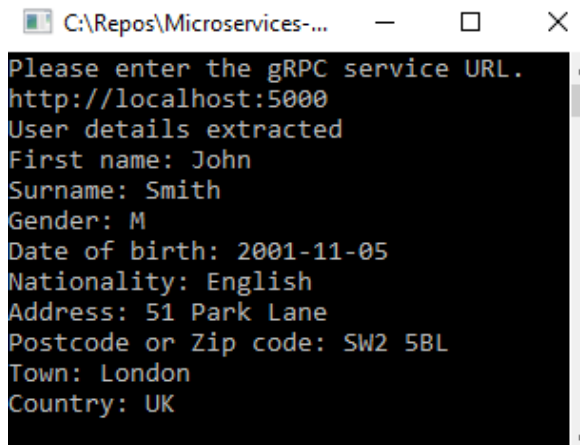 C:\Repos\Microservices-...
Please enter the gRPC service URL.
http://localhost:5000
User details extracted
First name: John
Surname: Smith
Gender: M
Date of birth: 2001-11-05
Nationality: English
Address: 51 Park Lane
Postcode or Zip code: SW2 5BL
Town: London
Country: UK